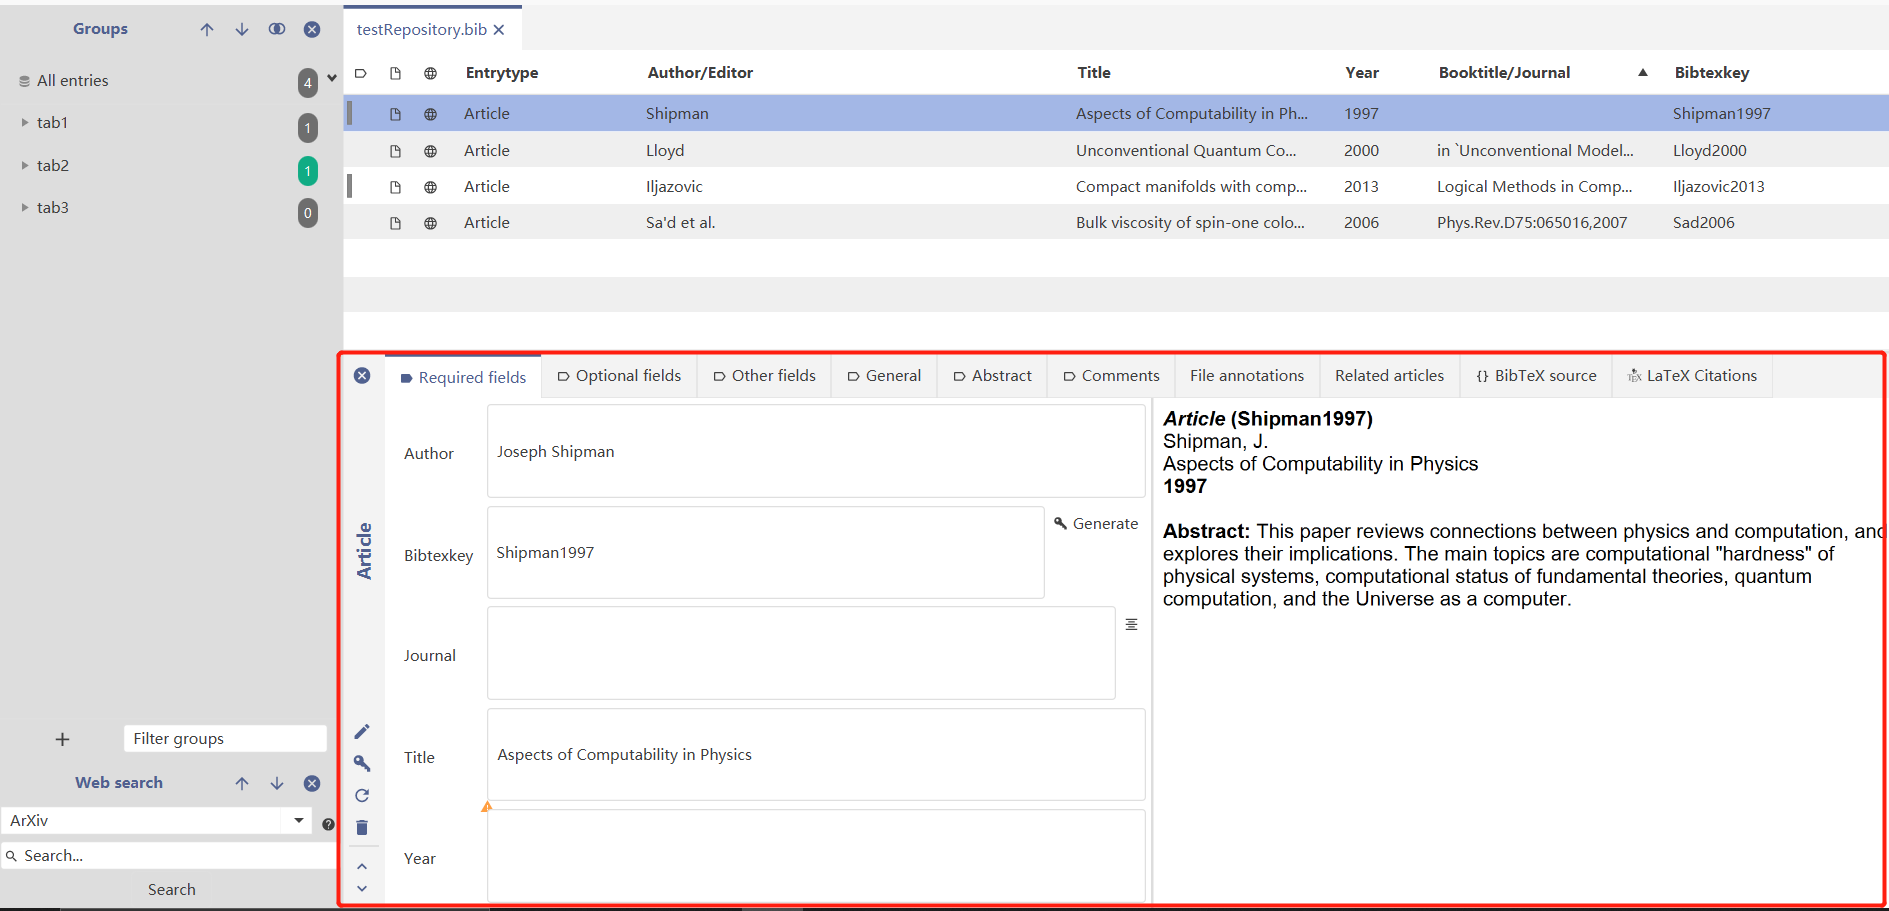 Groups
All entries 4
tab1 1
tab2 1
tab3 0
Filter groups
Web search
ArXiv
Search...
Search
testRepository.bib
Entrytype Author/Editor Title Year Booktitle/Journal Bibtexkey
Article Shipman Aspects of Computability in Ph... 1997 Shipman1997
Article Lloyd Unconventional Quantum Co... 2000 in `Unconventional Model... Lloyd2000
Article Iljazovic Compact manifolds with comp... 2013 Logical Methods in Comp... Iljazovic2013
Article Sa'd et al. Bulk viscosity of spin-one colo... 2006 Phys.Rev.D75:065016,2007 Sad2006
Required fields Optional fields Other fields General Abstract Comments File annotations Related articles {} BibTeX source TEX LaTeX Citations
Article
Author Joseph Shipman
Bibtexkey Shipman1997 Generate
Journal
Title Aspects of Computability in Physics
Year
Article (Shipman1997)
Shipman, J.
Aspects of Computability in Physics
1997
Abstract: This paper reviews connections between physics and computation, and
explores their implications. The main topics are computational "hardness" of
physical systems, computational status of fundamental theories, quantum
computation, and the Universe as a computer.